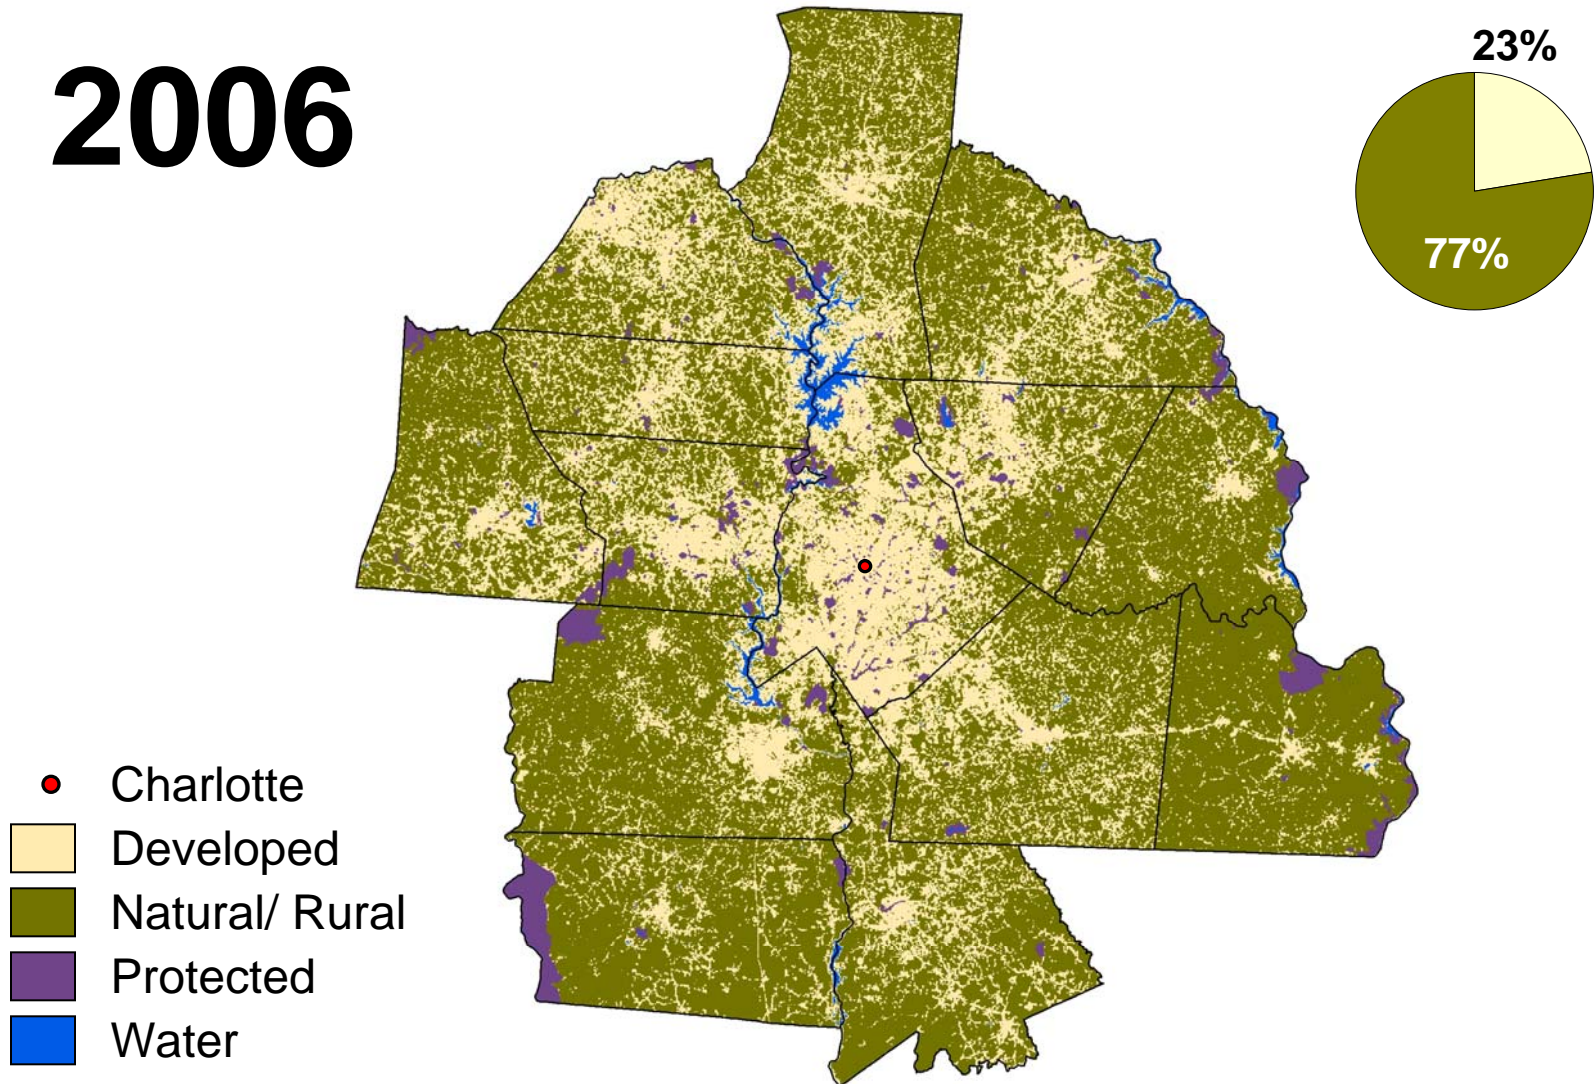 2006
23%
77%
Charlotte
Developed
Natural/ Rural
Protected
Water